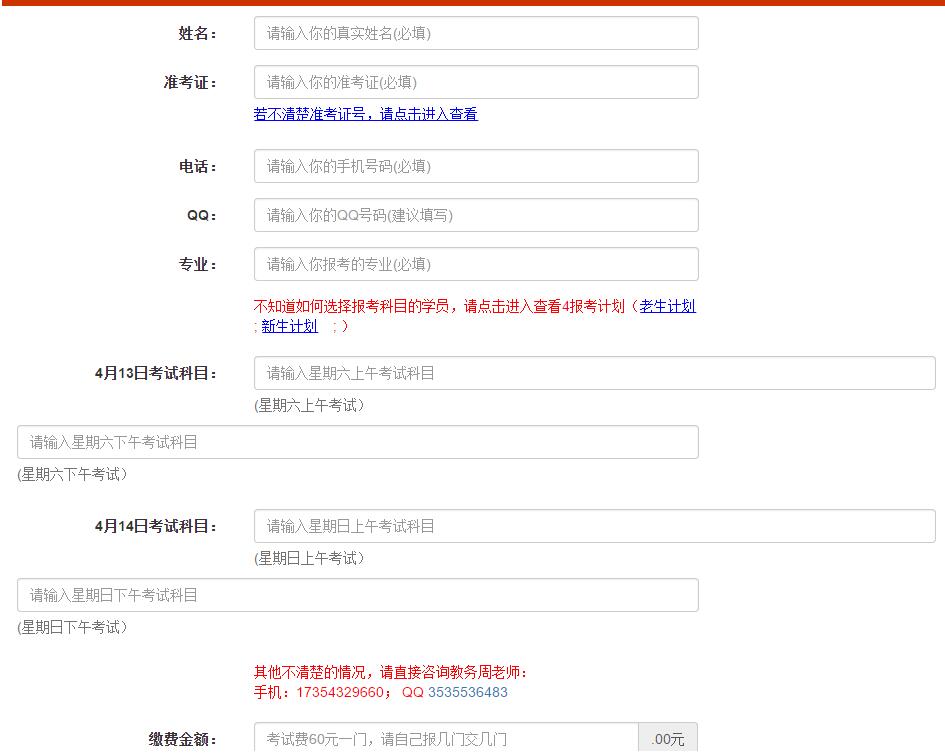 姓名： 请输入你的真实姓名(必填)
准考证： 请输入你的准考证(必填)
若不清楚准考证号，请点击进入查看
电话： 请输入你的手机号码(必填)
QQ： 请输入你的QQ号码(建议填写)
专业： 请输入你报考的专业(必填)
不知道如何选择报考科目的学员，请点击进入查看4报考计划（老生计划
; 新生计划 ; ）
4月13日考试科目： 请输入星期六上午考试科目
(星期六上午考试）
请输入星期六下午考试科目
(星期六下午考试）
4月14日考试科目： 请输入星期日上午考试科目
(星期日上午考试）
请输入星期日下午考试科目
(星期日下午考试）
其他不清楚的情况，请直接咨询教务周老师：
手机：17354329660； QQ 3535536483
缴费金额： 考试费60元一门，请自己报几门交几门 .00元